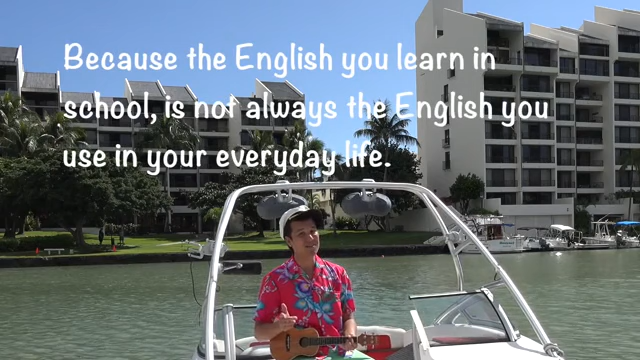 Because the English you learn in
school, is not always the English you
use in your everyday life.